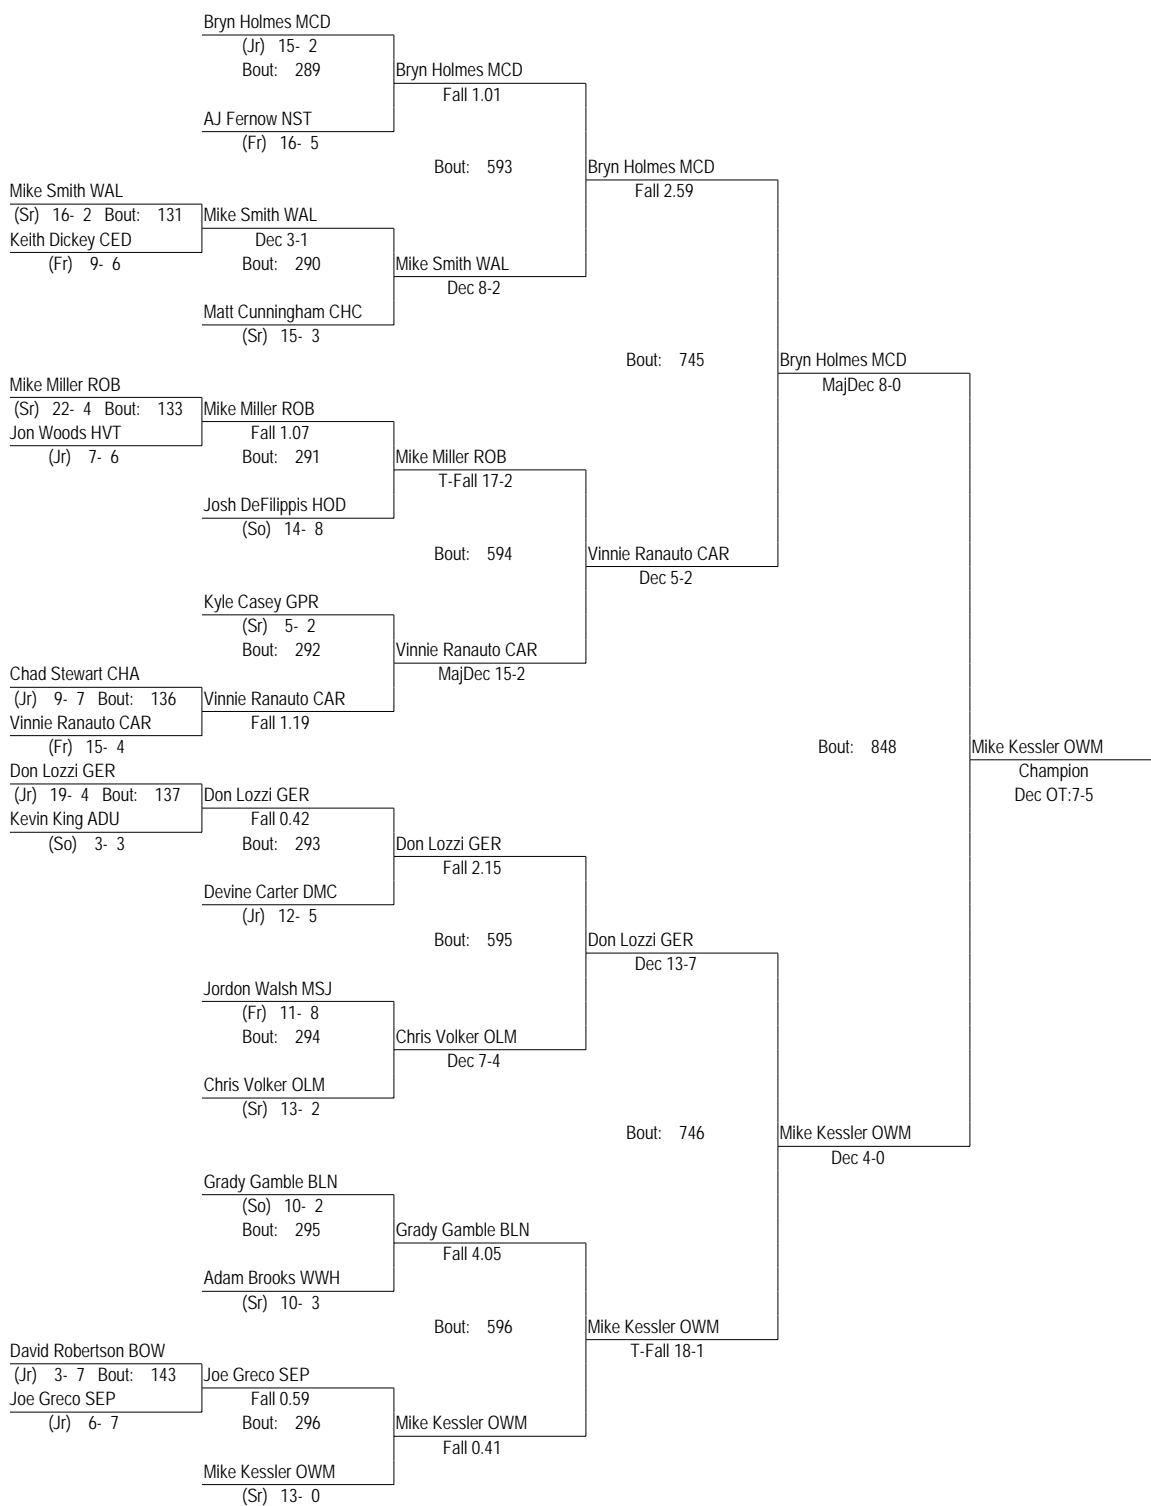 Bryn Holmes MCD
(Jr) 15- 2
Bout: 289
Bryn Holmes MCD
Fall 1.01
AJ Fernow NST
(Fr) 16- 5
Bout: 593
Bryn Holmes MCD
Fall 2.59
Mike Smith WAL
(Sr) 16- 2 Bout: 131
Mike Smith WAL
Keith Dickey CED
Dec 3-1
(Fr) 9- 6
Bout: 290
Mike Smith WAL
Dec 8-2
Matt Cunningham CHC
(Sr) 15- 3
Bout: 745
Bryn Holmes MCD
MajDec 8-0
Mike Miller ROB
(Sr) 22- 4 Bout: 133
Mike Miller ROB
Jon Woods HVT
Fall 1.07
(Jr) 7- 6
Bout: 291
Mike Miller ROB
T-Fall 17-2
Josh DeFilippis HOD
(So) 14- 8
Bout: 594
Vinnie Ranauto CAR
Dec 5-2
Kyle Casey GPR
(Sr) 5- 2
Bout: 292
Vinnie Ranauto CAR
MajDec 15-2
Chad Stewart CHA
(Jr) 9- 7 Bout: 136
Vinnie Ranauto CAR
Vinnie Ranauto CAR
Fall 1.19
(Fr) 15- 4
Bout: 848
Mike Kessler OWM
Champion
Dec OT:7-5
Don Lozzi GER
(Jr) 19- 4 Bout: 137
Don Lozzi GER
Kevin King ADU
Fall 0.42
(So) 3- 3
Bout: 293
Don Lozzi GER
Fall 2.15
Devine Carter DMC
(Jr) 12- 5
Bout: 595
Don Lozzi GER
Dec 13-7
Jordon Walsh MSJ
(Fr) 11- 8
Bout: 294
Chris Volker OLM
Dec 7-4
Chris Volker OLM
(Sr) 13- 2
Bout: 746
Mike Kessler OWM
Dec 4-0
Grady Gamble BLN
(So) 10- 2
Bout: 295
Grady Gamble BLN
Fall 4.05
Adam Brooks WWH
(Sr) 10- 3
Bout: 596
Mike Kessler OWM
T-Fall 18-1
David Robertson BOW
(Jr) 3- 7 Bout: 143
Joe Greco SEP
Joe Greco SEP
Fall 0.59
(Jr) 6- 7
Bout: 296
Mike Kessler OWM
Fall 0.41
Mike Kessler OWM
(Sr) 13- 0